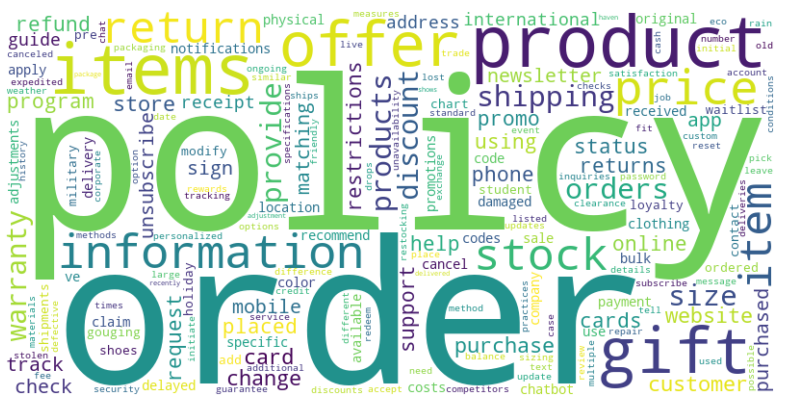 refund
return
offer
product
physical
address
international
original
guide
pre
chat
packaging
notifications
items
live
measures
haven
eco
rain
number
initial
cash
old
trade
canceled
expedited
apply
weather
email
ongoing
similar
ships
lost
newsletter
satisfaction
checks
account
program
store
receipt
provide
specifications
friendly
matching
restrictions
products
unavailability
discount
chart
standard
shipping
price
job
waitlist
conditions
package
date
adjustments
history
policy
unsubscribe
modify
option
sign
rewards
tracking
military
corporate
delivery
drops
promo
event
code
using
received
fit
app
custom
reset
status
returns
phone
student
promotions
exchange
inquiries
password
pick
leave
damaged
orders
loyalty
clearance
location
personalized
adjustment
options
methods
recommend
restocking
listed
updates
codes
sale
clothing
contact
deliveries
item
warranty
information
help
stock
online
bulk
details
ordered
ve
large
recently
difference
place
delivered
cancel
subscribe
message
order
times
claim
gouging
shoes
holiday
color
credit
service
mobile
different
available
redeem
support
method
practices
company
payment
cards
use
repair
tell
size
website
purchased
shipments
defective
materials
request
initiate
placed
specific
add
card
additional
change
purchase
case
gift
stolen
track
fee
check
security
delayed
guarantee
discounts
accept
need
balance
costs
competitors
sizing
text
update
chatbot
review
multiple
used
customer
possible